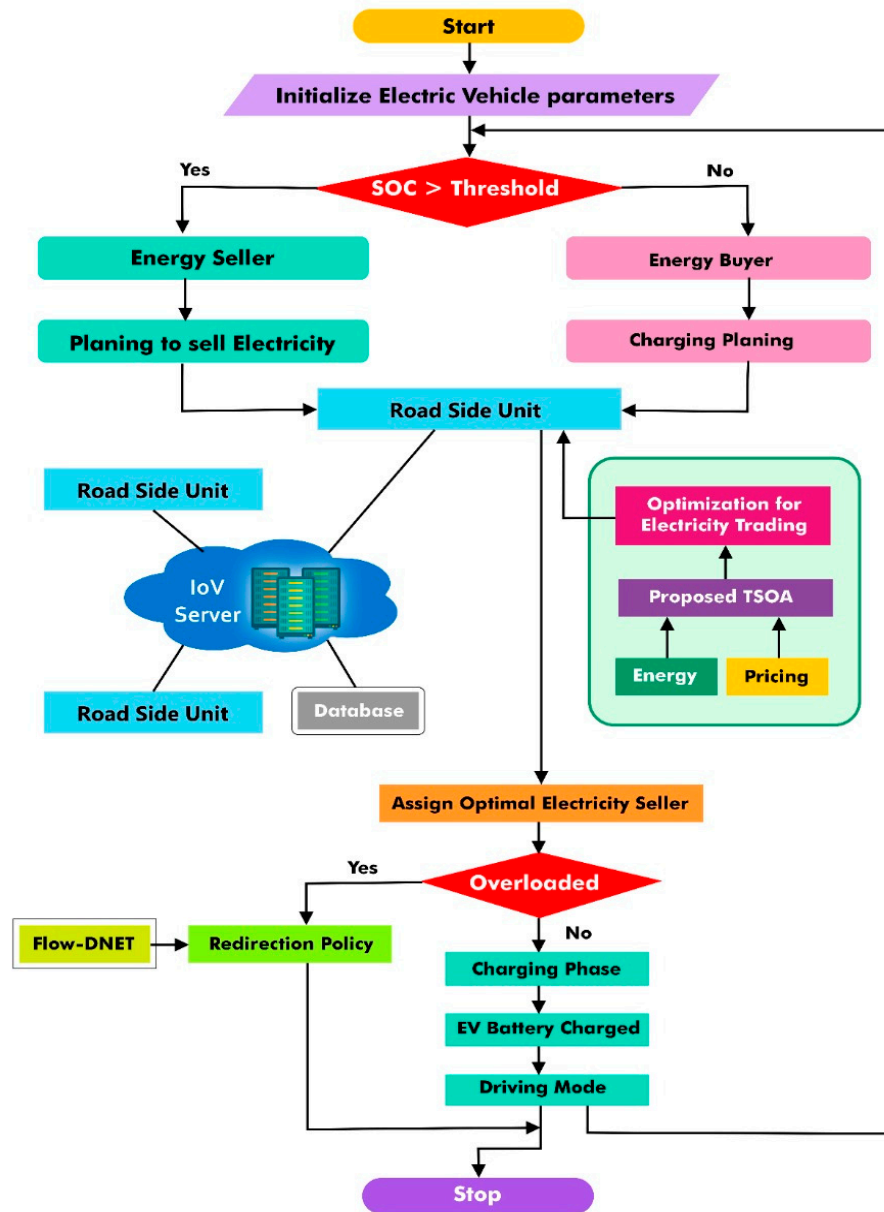 Start
Initialize Electric Vehicle parameters
Yes
SOC > Threshold
No
Energy Seller
Energy Buyer
Planing to sell Electricity
Charging Planing
Road Side Unit
Road Side Unit
Optimization for
Electricity Trading
IoV
Server
Proposed TSOA
Energy
Pricing
Road Side Unit
Database
Assign Optimal Electricity Seller
Yes
Overloaded
No
Flow-DNET
Redirection Policy
Charging Phase
EV Battery Charged
Driving Mode
Stop